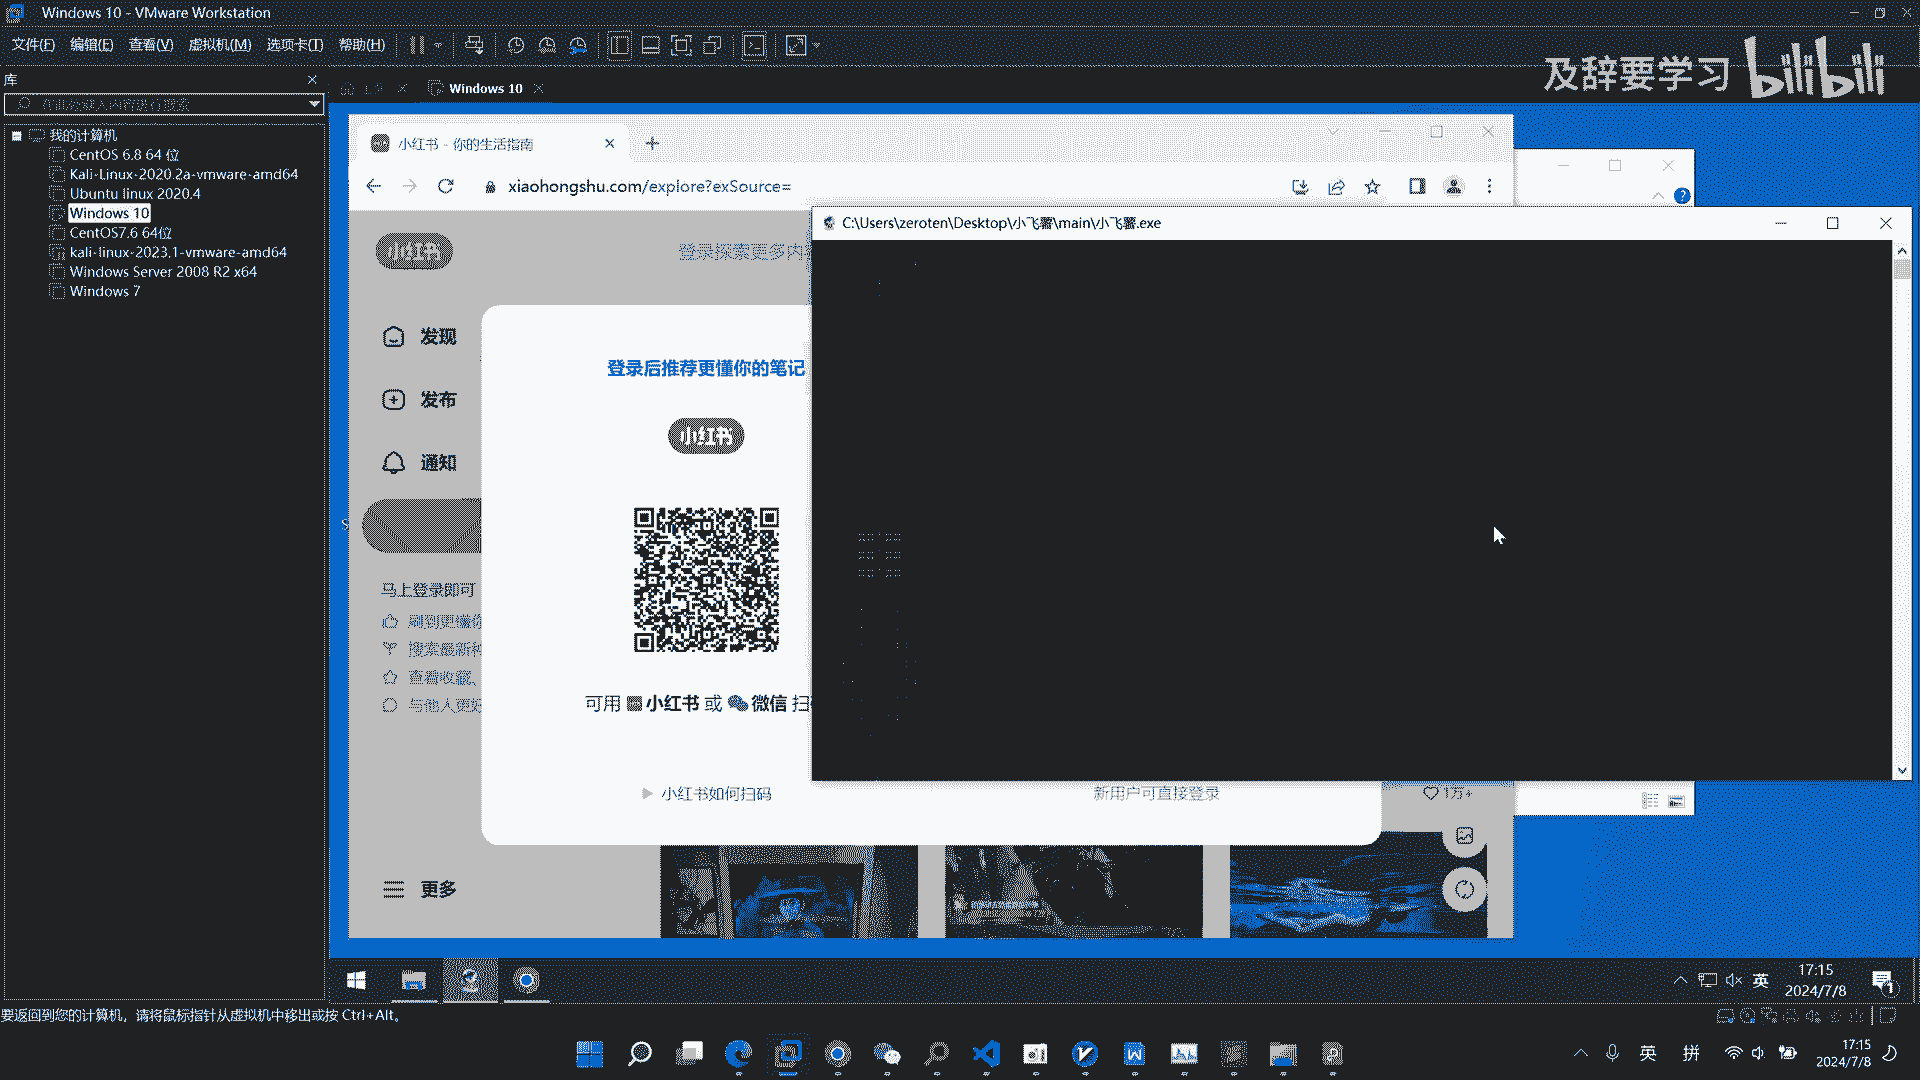 Windows 10 - VMware Workstation
文件(F) 编辑(E) 查看(V) 虚拟机(M) 选项卡(T) 帮助(H)
及辞要学习 bilibili
库
在此处键入内容进行搜索
Windows 10
我的计算机
CentOS 6.8 64 位
Kali-Linux-2020.2a-vmware-amd64
Ubuntu linux 2020.4
Windows 10
CentOS7.6 64位
kali-linux-2023.1-vmware-amd64
Windows Server 2008 R2 x64
Windows 7
小红书 - 你的生活指南
xiaohongshu.com/explore?exSource=
C:\Users\zeroten\Desktop\小飞署\main\小飞署.exe
小红书
登录探索更多内容
发现
发布
通知
登录后推荐更懂你的笔记
小红书
马上登录即可
刷到更懂你
搜索最新种
查看收藏、
与他人更好
可用 小红书 或 微信 扫
小红书如何扫码
新用户可直接登录
1万+
更多
英
17:15
2024/7/8
1
要返回到您的计算机，请将鼠标指针从虚拟机中移出或按 Ctrl+Alt。
英 拼
17:15
2024/7/8